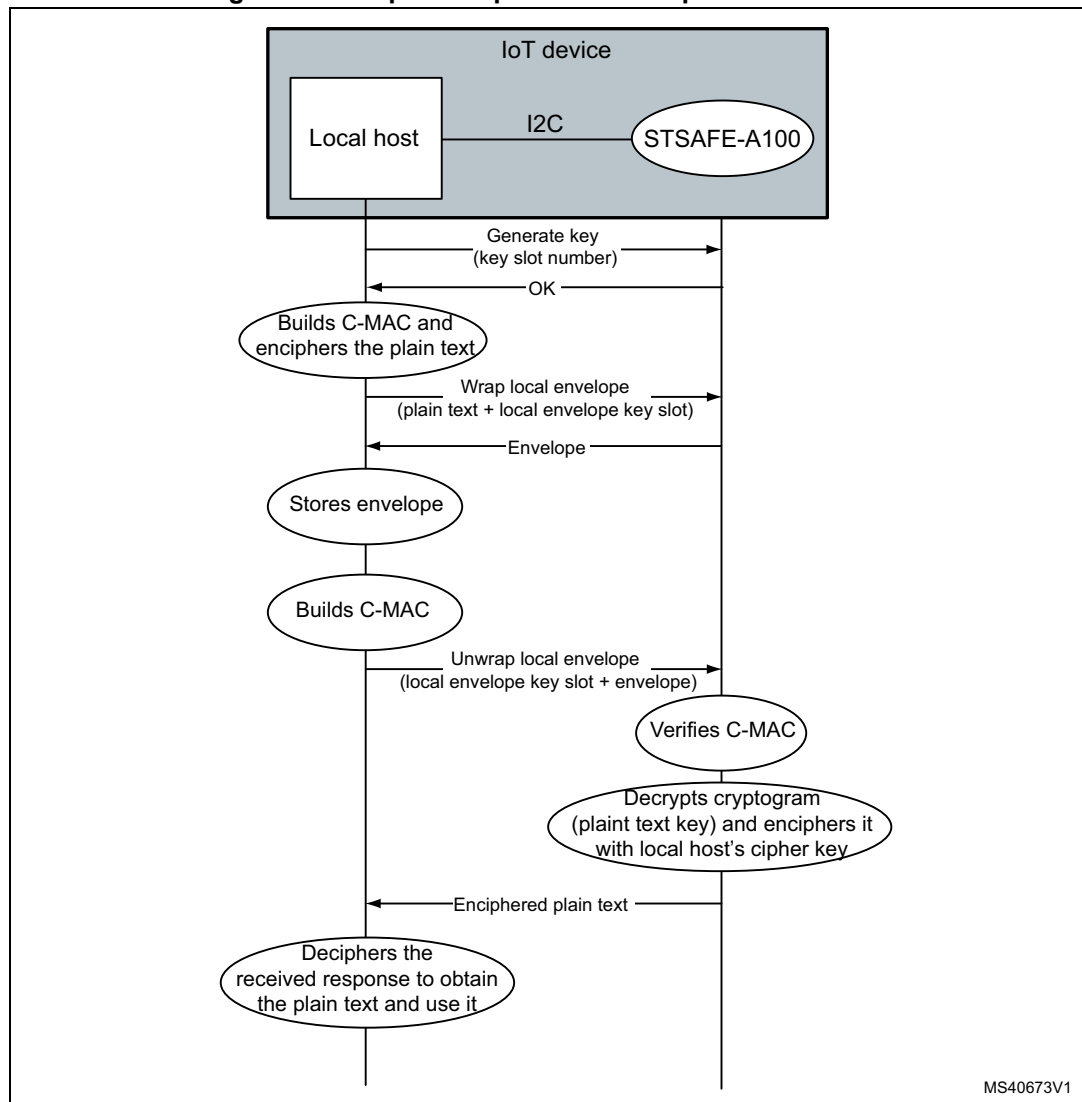 IoT device
Local host
I2C
STSAFE-A100
Generate key
(key slot number)
OK
Builds C-MAC and
enciphers the plain text
Wrap local envelope
(plain text + local envelope key slot)
Envelope
Stores envelope
Builds C-MAC
Unwrap local envelope
(local envelope key slot + envelope)
Verifies C-MAC
Decrypts cryptogram
(plaint text key) and enciphers it
with local host's cipher key
Enciphered plain text
Deciphers the
received response to obtain
the plain text and use it
MS40673V1